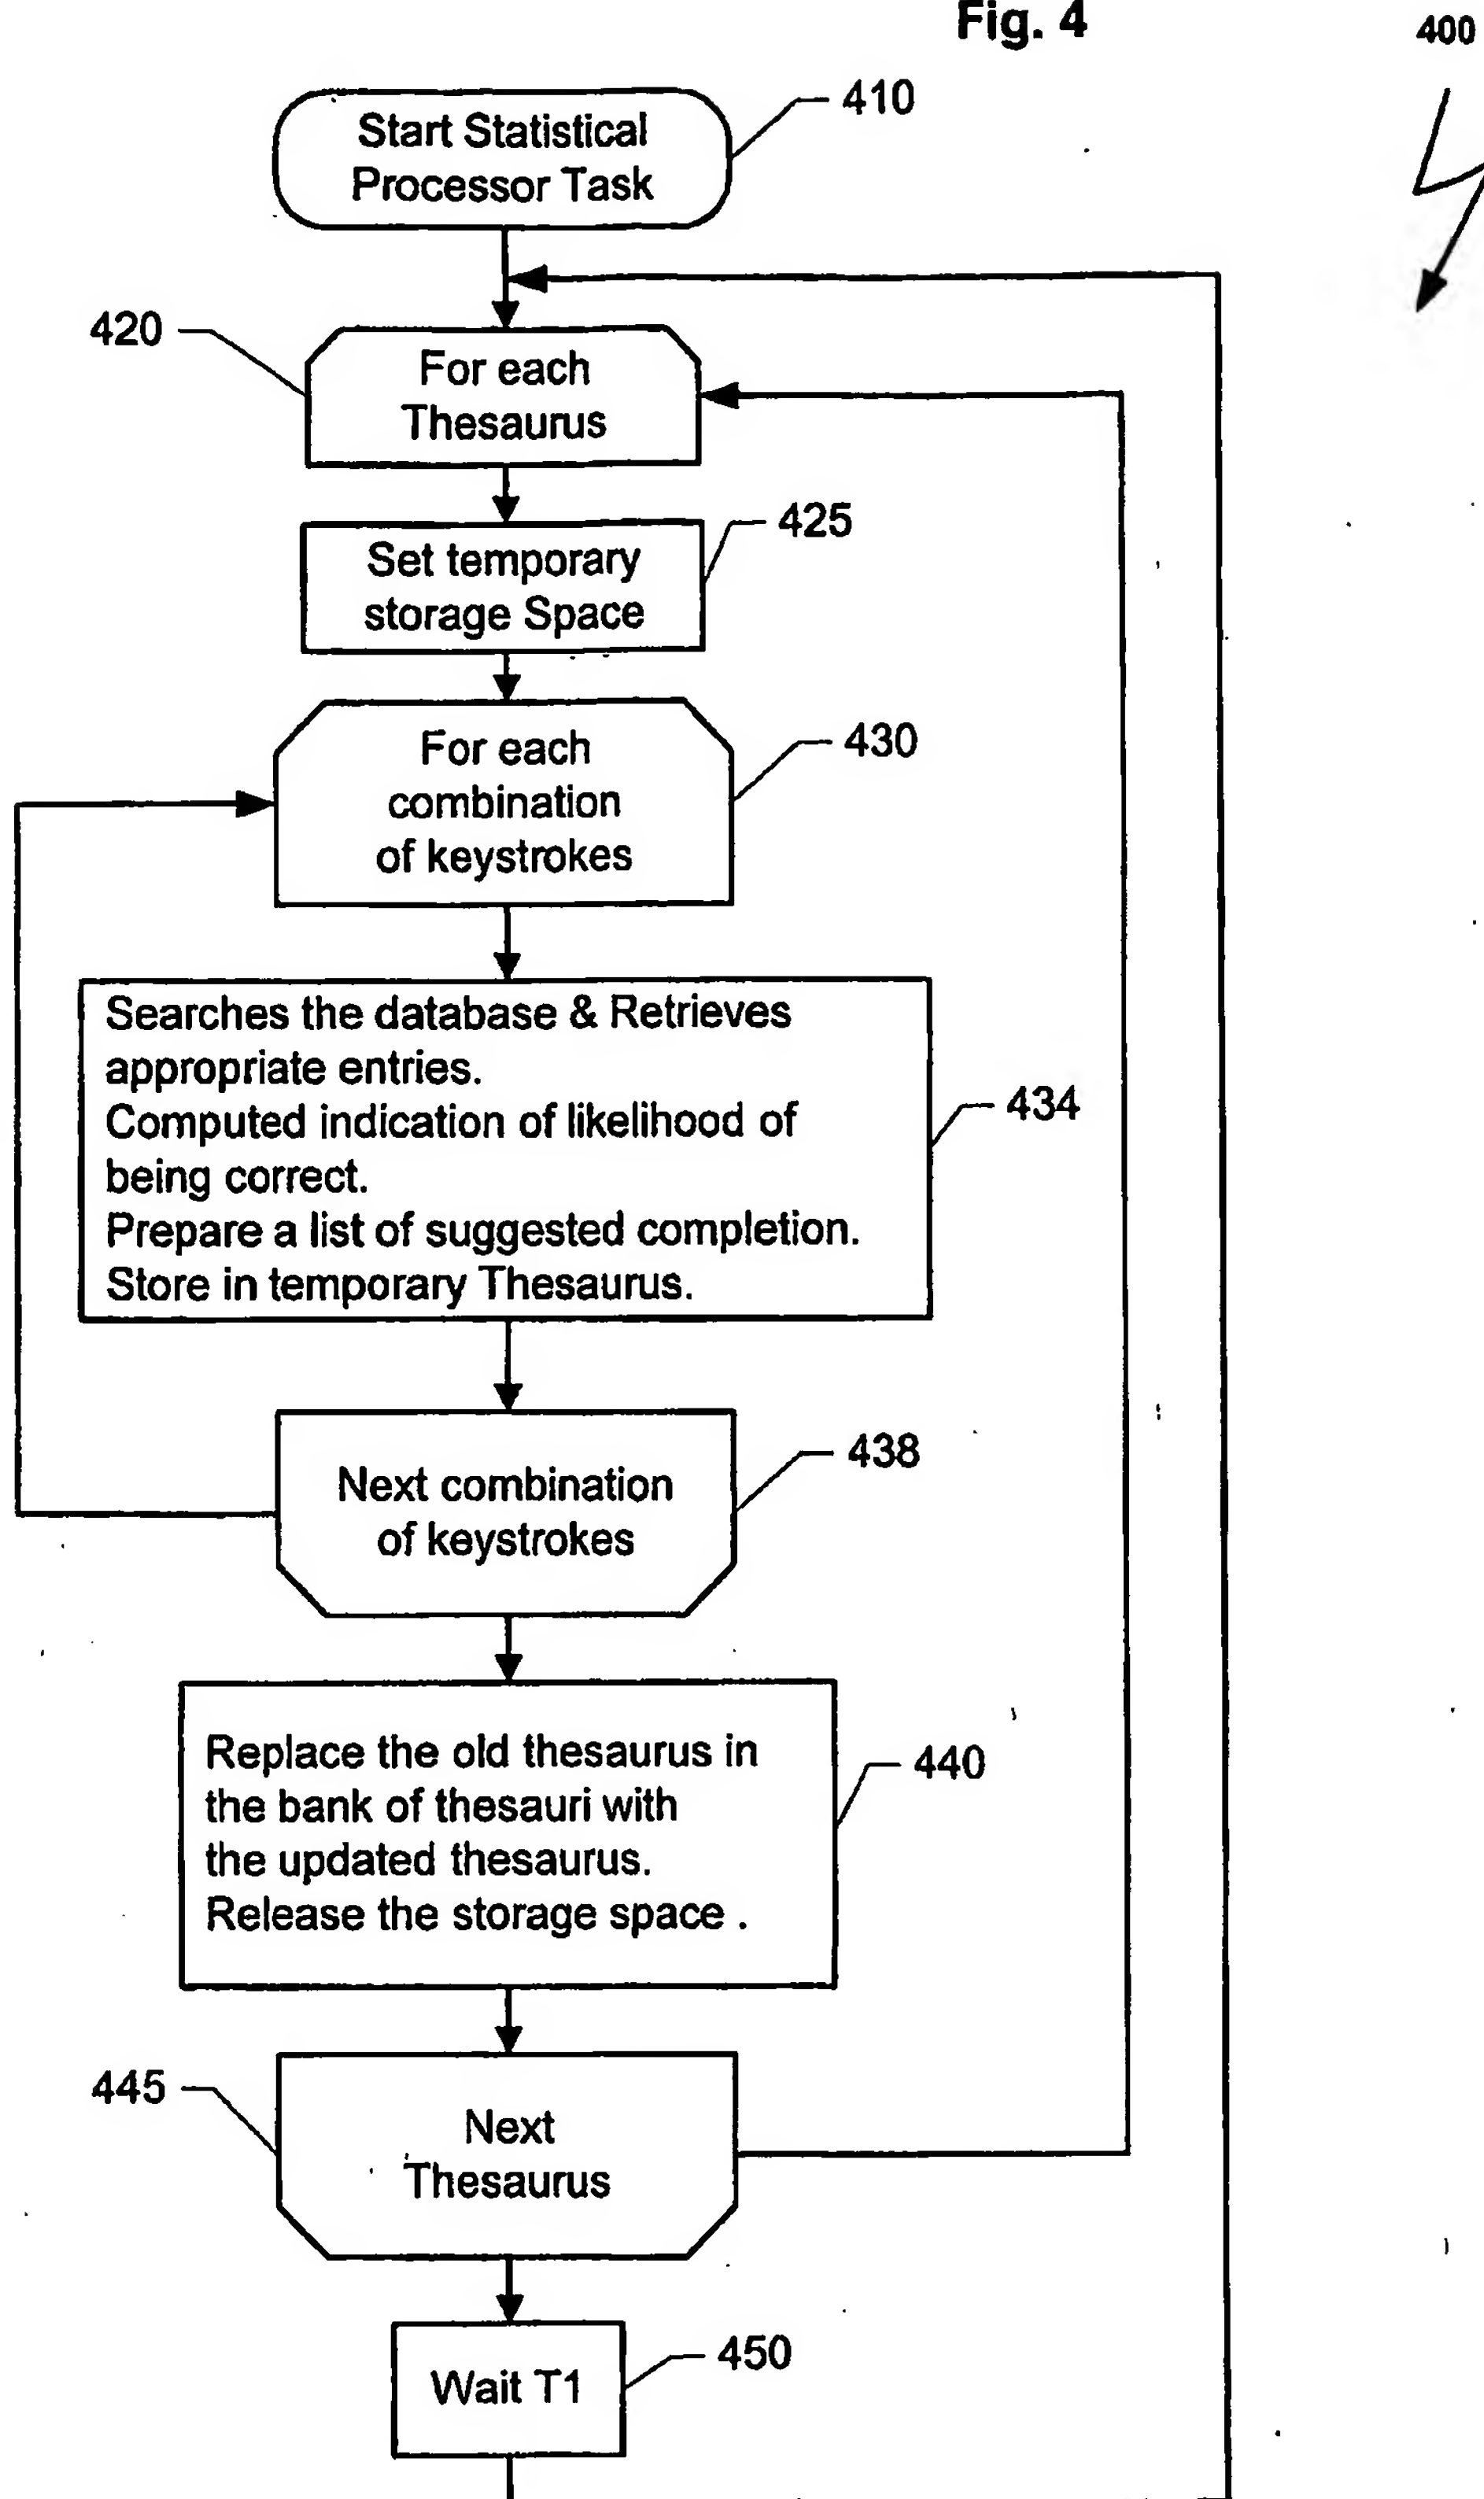 Fig. 4
400
410
Start Statistical
Processor Task
420
For each
Thesaurus
425
Set temporary
storage Space
430
For each
combination
of keystrokes
Searches the database & Retrieves
appropriate entries.
Computed indication of likelihood of
being correct.
Prepare a list of suggested completion.
Store in temporary Thesaurus.
434
438
Next combination
of keystrokes
Replace the old thesaurus in
the bank of thesauri with
the updated thesaurus.
Release the storage space .
440
445
Next
Thesaurus
450
Wait T1